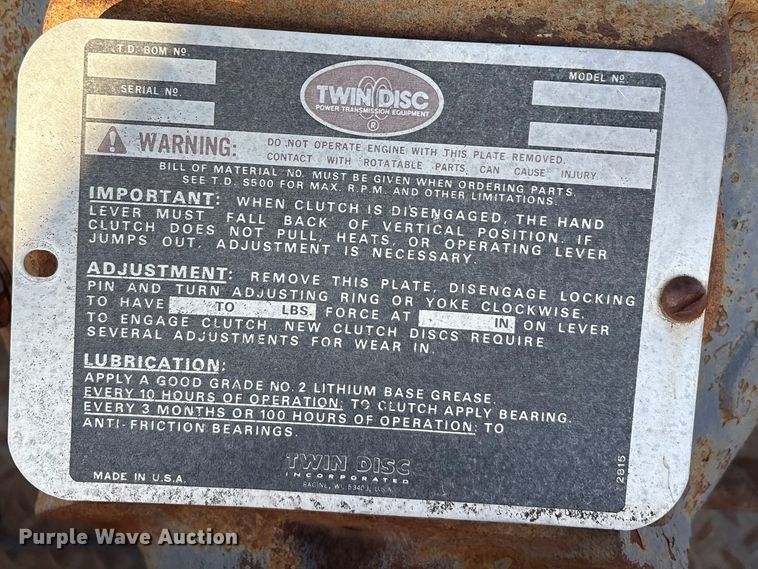 T.D. BOM Nº.
MODEL Nº
SERIAL Nº.
TWIN DISC
POWER TRANSMISSION EQUIPMENT
®
WARNING: DO NOT OPERATE ENGINE WITH THIS PLATE REMOVED.
CONTACT WITH ROTATABLE PARTS CAN CAUSE INJURY.
BILL OF MATERIAL NO. MUST BE GIVEN WHEN ORDERING PARTS.
SEE T.D. S500 FOR MAX. R.P.M. AND OTHER LIMITATIONS.
IMPORTANT: WHEN CLUTCH IS DISENGAGED, THE HAND
LEVER MUST FALL BACK OF VERTICAL POSITION. IF
CLUTCH DOES NOT PULL, HEATS, OR OPERATING LEVER
JUMPS OUT, ADJUSTMENT IS NECESSARY.
ADJUSTMENT: REMOVE THIS PLATE, DISENGAGE LOCKING
PIN AND TURN ADJUSTING RING OR YOKE CLOCKWISE.
TO HAVE TO LBS. FORCE AT IN. ON LEVER
TO ENGAGE CLUTCH. NEW CLUTCH DISCS REQUIRE
SEVERAL ADJUSTMENTS FOR WEAR IN.
LUBRICATION:
APPLY A GOOD GRADE NO. 2 LITHIUM BASE GREASE.
EVERY 10 HOURS OF OPERATION: TO CLUTCH APPLY BEARING.
EVERY 3 MONTHS OR 100 HOURS OF OPERATION: TO
ANTI-FRICTION BEARINGS.
TWIN DISC
INCORPORATED
RACINE, WI. 53403, U.S.A.
MADE IN U.S.A.
2815
Purple Wave Auction